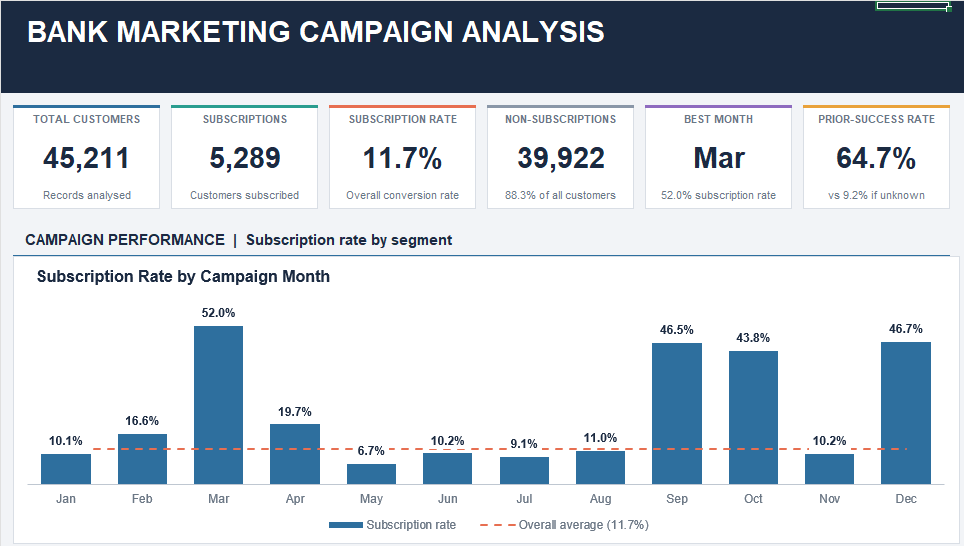 BANK MARKETING CAMPAIGN ANALYSIS
TOTAL CUSTOMERS
45,211
Records analysed
SUBSCRIPTIONS
5,289
Customers subscribed
SUBSCRIPTION RATE
11.7%
Overall conversion rate
NON-SUBSCRIPTIONS
39,922
88.3% of all customers
BEST MONTH
Mar
52.0% subscription rate
PRIOR-SUCCESS RATE
64.7%
vs 9.2% if unknown
CAMPAIGN PERFORMANCE | Subscription rate by segment
Subscription Rate by Campaign Month
10.1% 16.6% 52.0% 19.7% 6.7% 10.2% 9.1% 11.0% 46.5% 43.8% 10.2% 46.7%
Jan Feb Mar Apr May Jun Jul Aug Sep Oct Nov Dec
Subscription rate Overall average (11.7%)